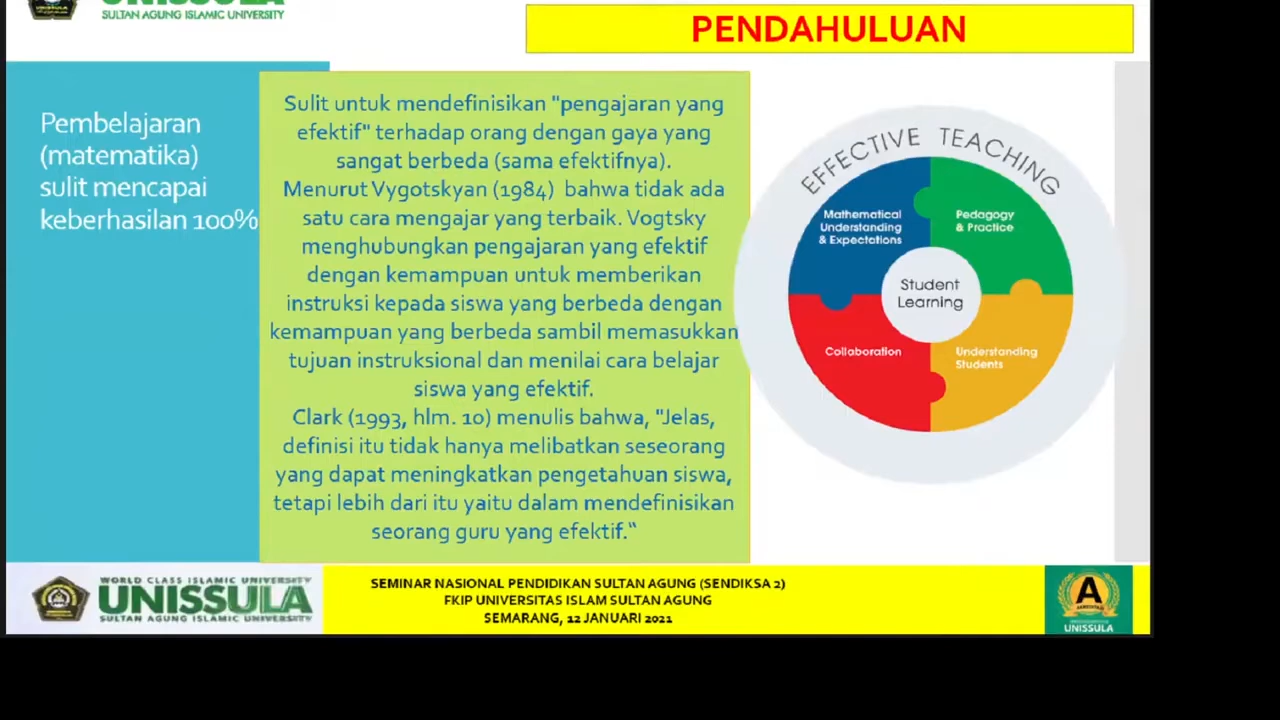 UNISSULA
SULTAN AGUNG ISLAMIC UNIVERSITY
PENDAHULUAN
Pembelajaran
(matematika)
sulit mencapai
keberhasilan 100%
Sulit untuk mendefinisikan "pengajaran yang
efektif" terhadap orang dengan gaya yang
sangat berbeda (sama efektifnya).
Menurut Vygotskyan (1984) bahwa tidak ada
satu cara mengajar yang terbaik. Vogtsky
menghubungkan pengajaran yang efektif
dengan kemampuan untuk memberikan
instruksi kepada siswa yang berbeda dengan
kemampuan yang berbeda sambil memasukkan
tujuan instruksional dan menilai cara belajar
siswa yang efektif.
Clark (1993, hlm. 10) menulis bahwa, "Jelas,
definisi itu tidak hanya melibatkan seseorang
yang dapat meningkatkan pengetahuan siswa,
tetapi lebih dari itu yaitu dalam mendefinisikan
seorang guru yang efektif.“
EFFECTIVE TEACHING
Mathematical
Understanding
& Expectations
Pedagogy
& Practice
Student
Learning
Collaboration
Understanding
Students
WORLD CLASS ISLAMIC UNIVERSITY
UNISSULA
SULTAN AGUNG ISLAMIC UNIVERSITY
SEMINAR NASIONAL PENDIDIKAN SULTAN AGUNG (SENDIKSA 2)
FKIP UNIVERSITAS ISLAM SULTAN AGUNG
SEMARANG, 12 JANUARI 2021
A
UNISSULA